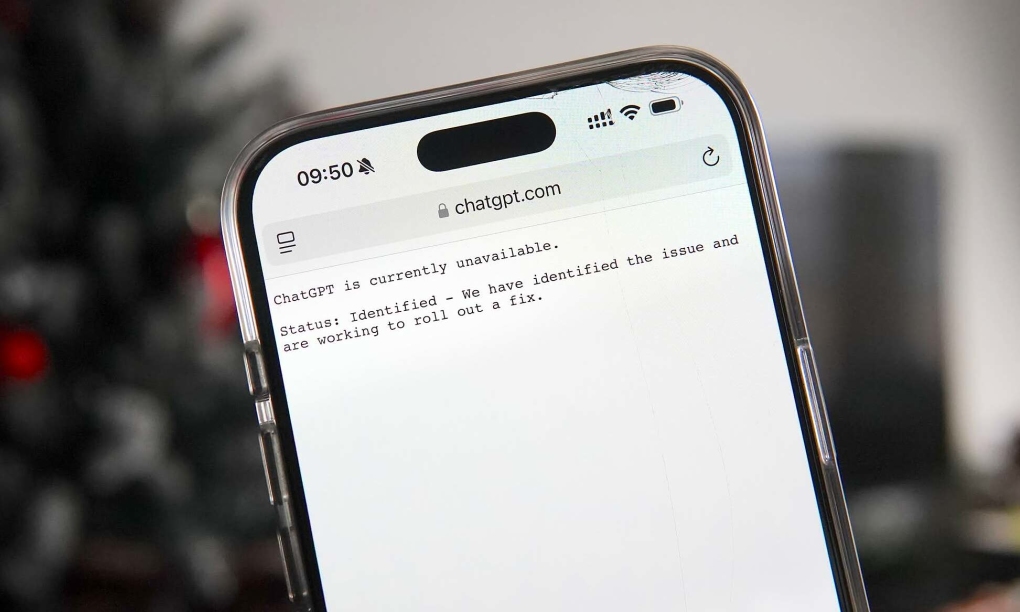 09:50
chatgpt.com
ChatGPT is currently unavailable.
Status: Identified - We have identified the issue and
are working to roll out a fix.